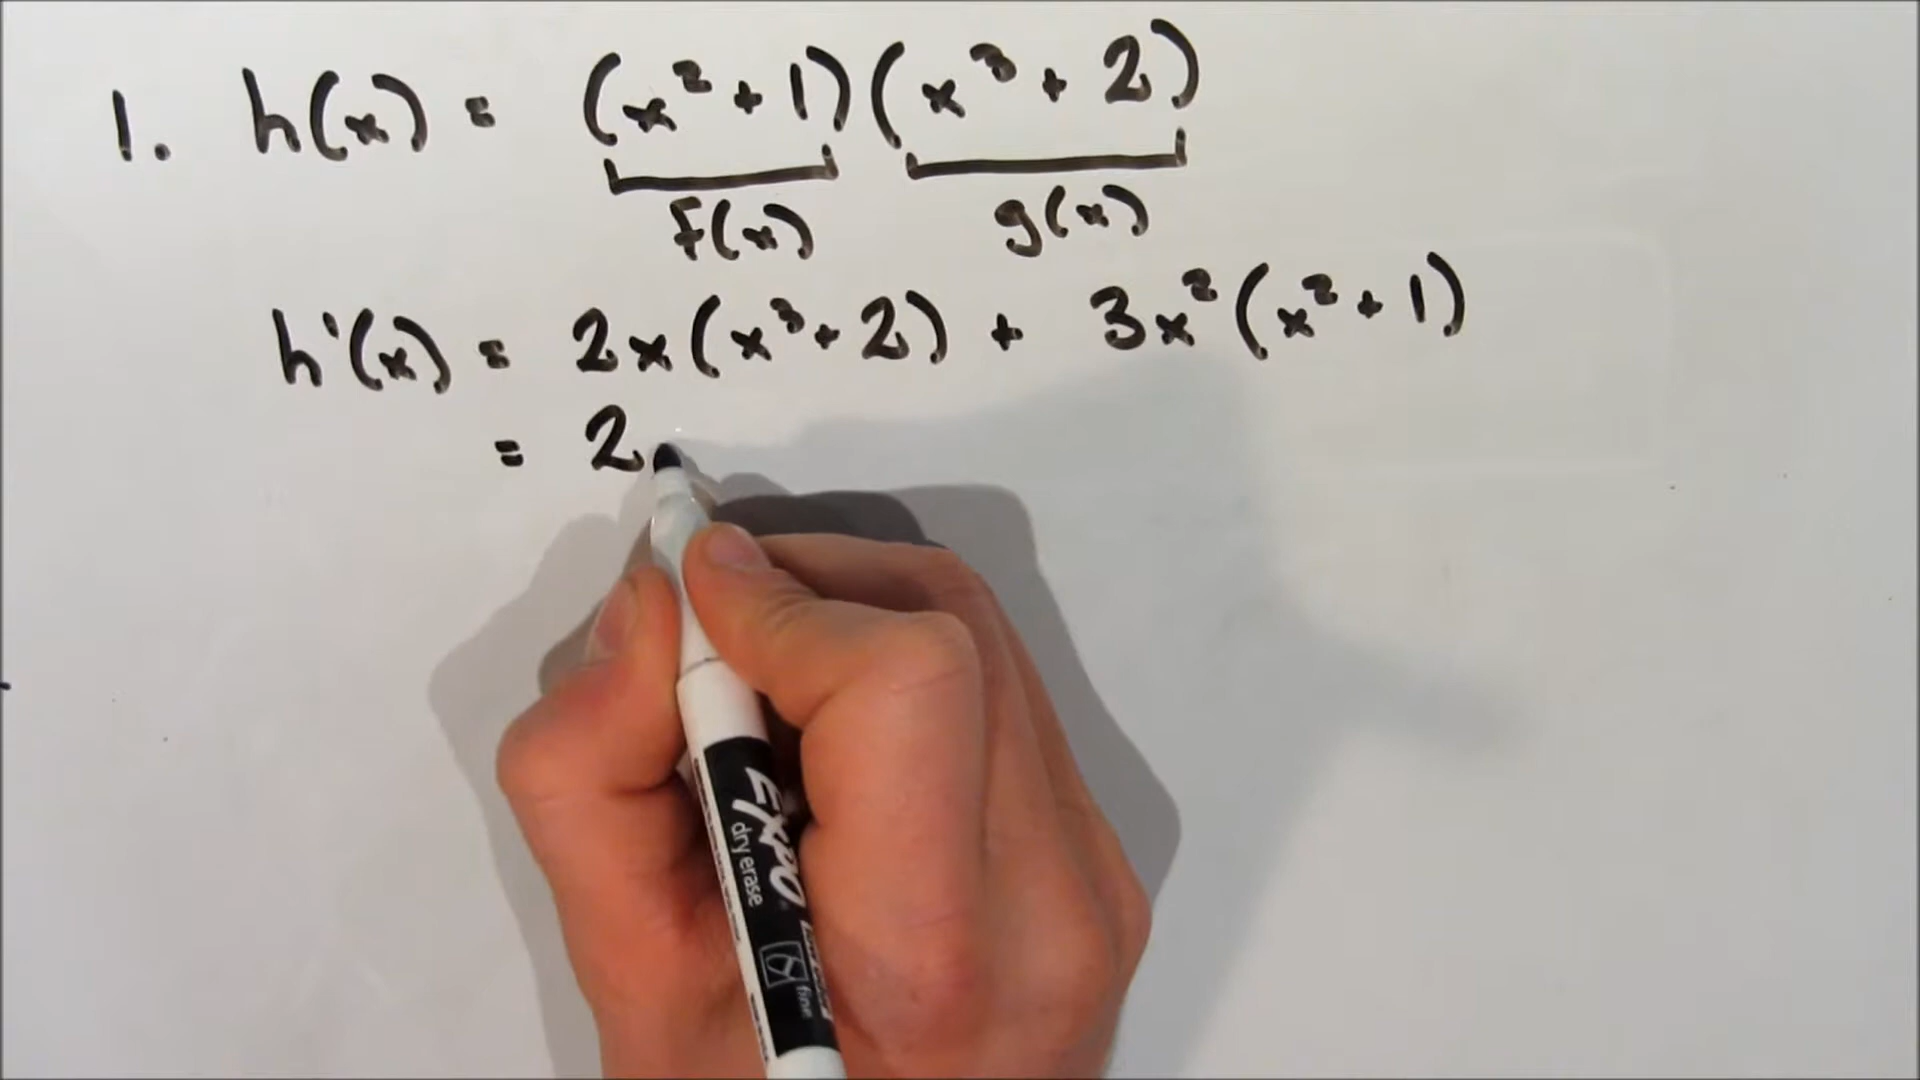 1. h(x) = (x² + 1)(x³ + 2)
f(x) g(x)
h'(x) = 2x(x³ + 2) + 3x²(x² + 1)
= 2
EXPO
dry erase
fine